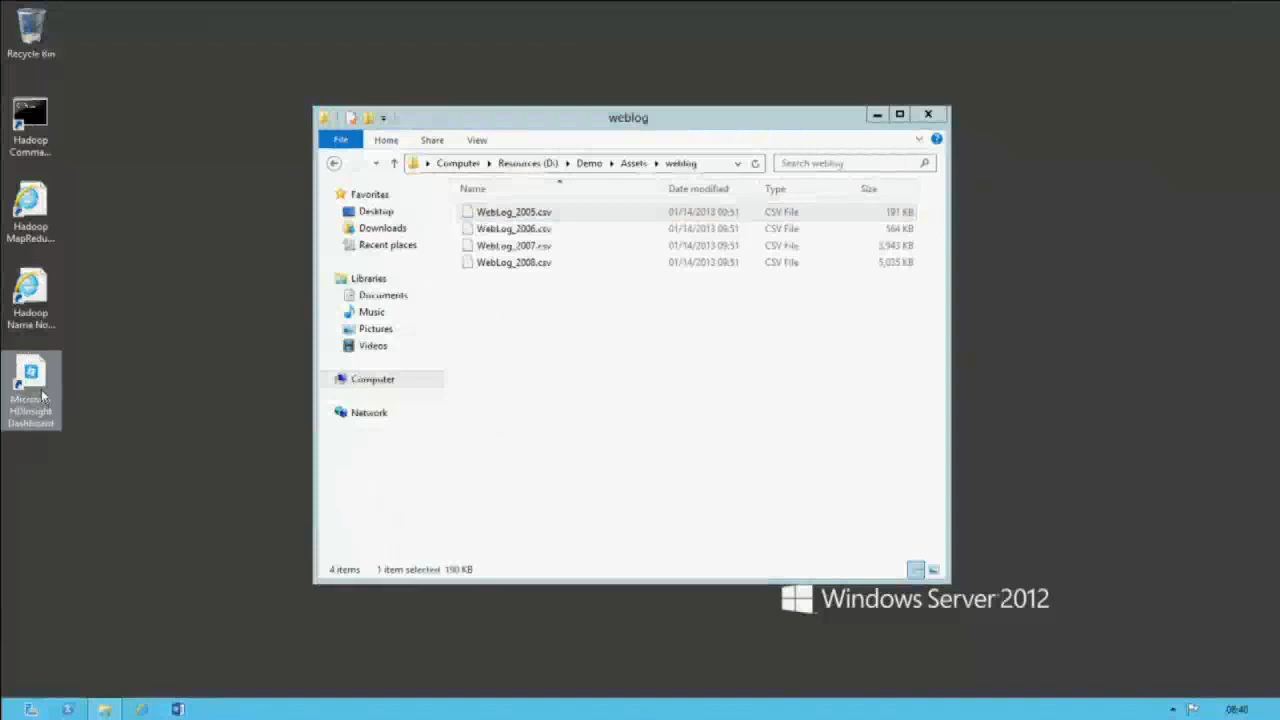 Recycle Bin
Hadoop
Comma...
Hadoop
MapRedu...
Hadoop
Name No...
HDInsight
Dashboard
weblog
File Home Share View
Computer Resources (D:) Demo Assets weblog
Search weblog
Name Date modified Type Size
WebLog_2005.csv 01/14/2013 09:51 CSV File 191 KB
WebLog_2006.csv 01/14/2013 09:51 CSV File 564 KB
WebLog_2007.csv 01/14/2013 09:51 CSV File 3,943 KB
WebLog_2008.csv 01/14/2013 09:51 CSV File 5,035 KB
Favorites
Desktop
Downloads
Recent places
Libraries
Documents
Music
Pictures
Videos
Computer
Network
4 items 1 item selected 190 KB
Windows Server 2012
08:40